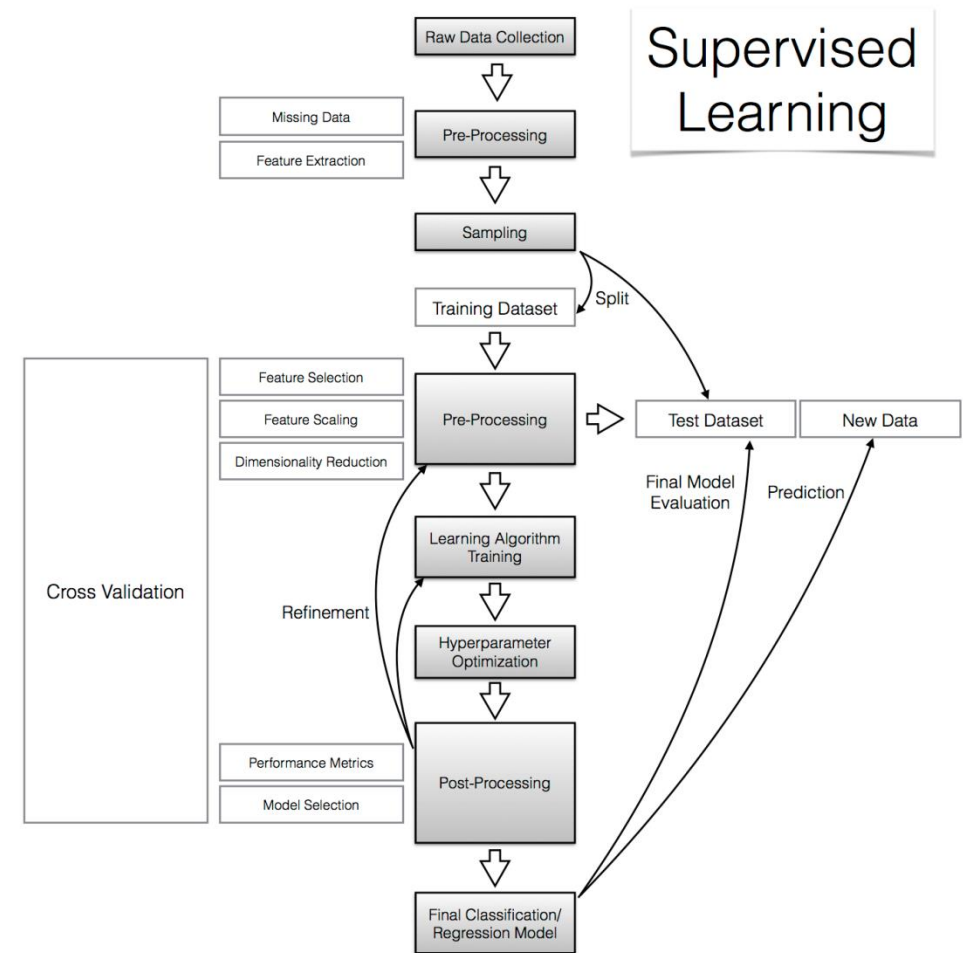 Supervised
Learning
Raw Data Collection
Missing Data
Feature Extraction
Pre-Processing
Sampling
Split
Training Dataset
Feature Selection
Feature Scaling
Dimensionality Reduction
Pre-Processing
Test Dataset
New Data
Final Model
Evaluation
Prediction
Learning Algorithm
Training
Cross Validation
Refinement
Hyperparameter
Optimization
Performance Metrics
Model Selection
Post-Processing
Final Classification/
Regression Model